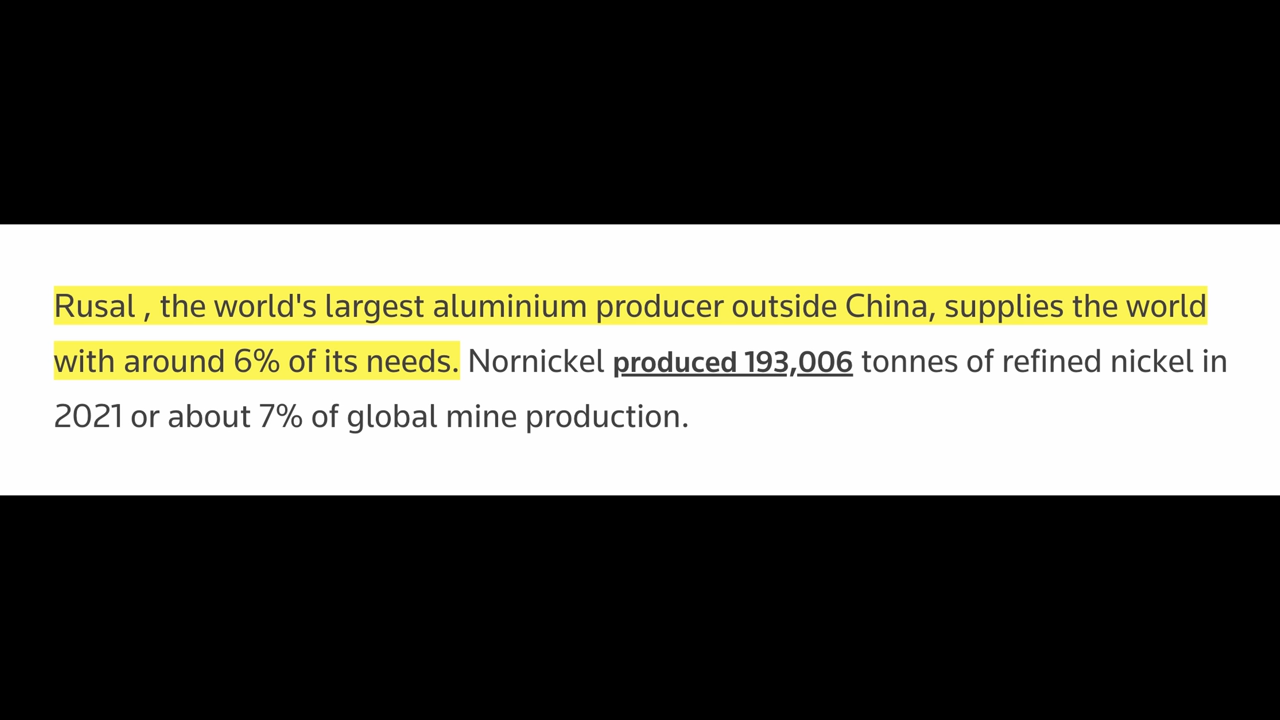 Rusal , the world's largest aluminium producer outside China, supplies the world
with around 6% of its needs. Nornickel produced 193,006 tonnes of refined nickel in
2021 or about 7% of global mine production.